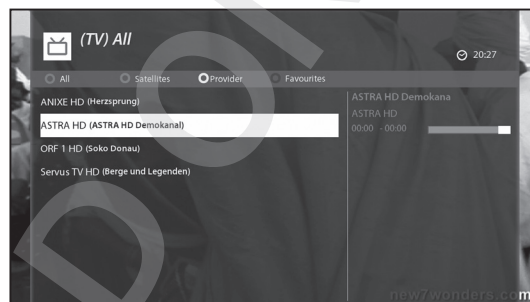 (TV) All
20:27
All Satellites Provider Favourites
ANIXE HD (Herzsprung)
ASTRA HD (ASTRA HD Demokanal)
ORF 1 HD (Soko Donau)
Servus TV HD (Berge und Legenden)
ASTRA HD Demokana
ASTRA HD
00:00 - 00:00
new7wonders.com